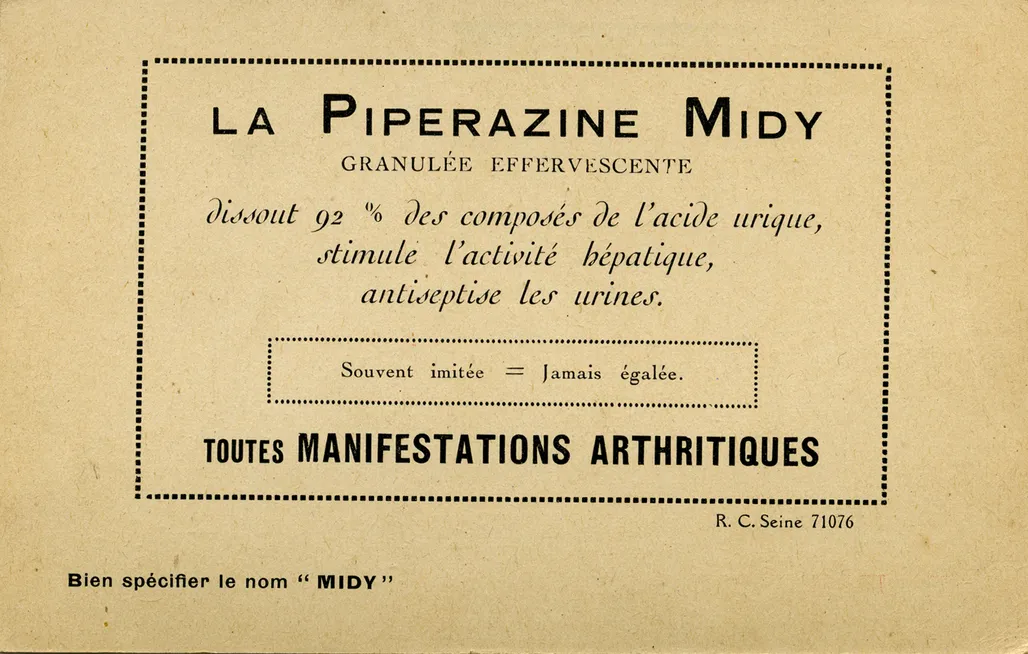 LA PIPERAZINE MIDY
GRANULÉE EFFERVESCENTE
dissout 92 % des composés de l'acide urique,
stimule l'activité hépatique,
antiseptise les urines.
Souvent imitée = Jamais égalée.
TOUTES MANIFESTATIONS ARTHRITIQUES
R. C. Seine 71076
Bien spécifier le nom “ MIDY ”